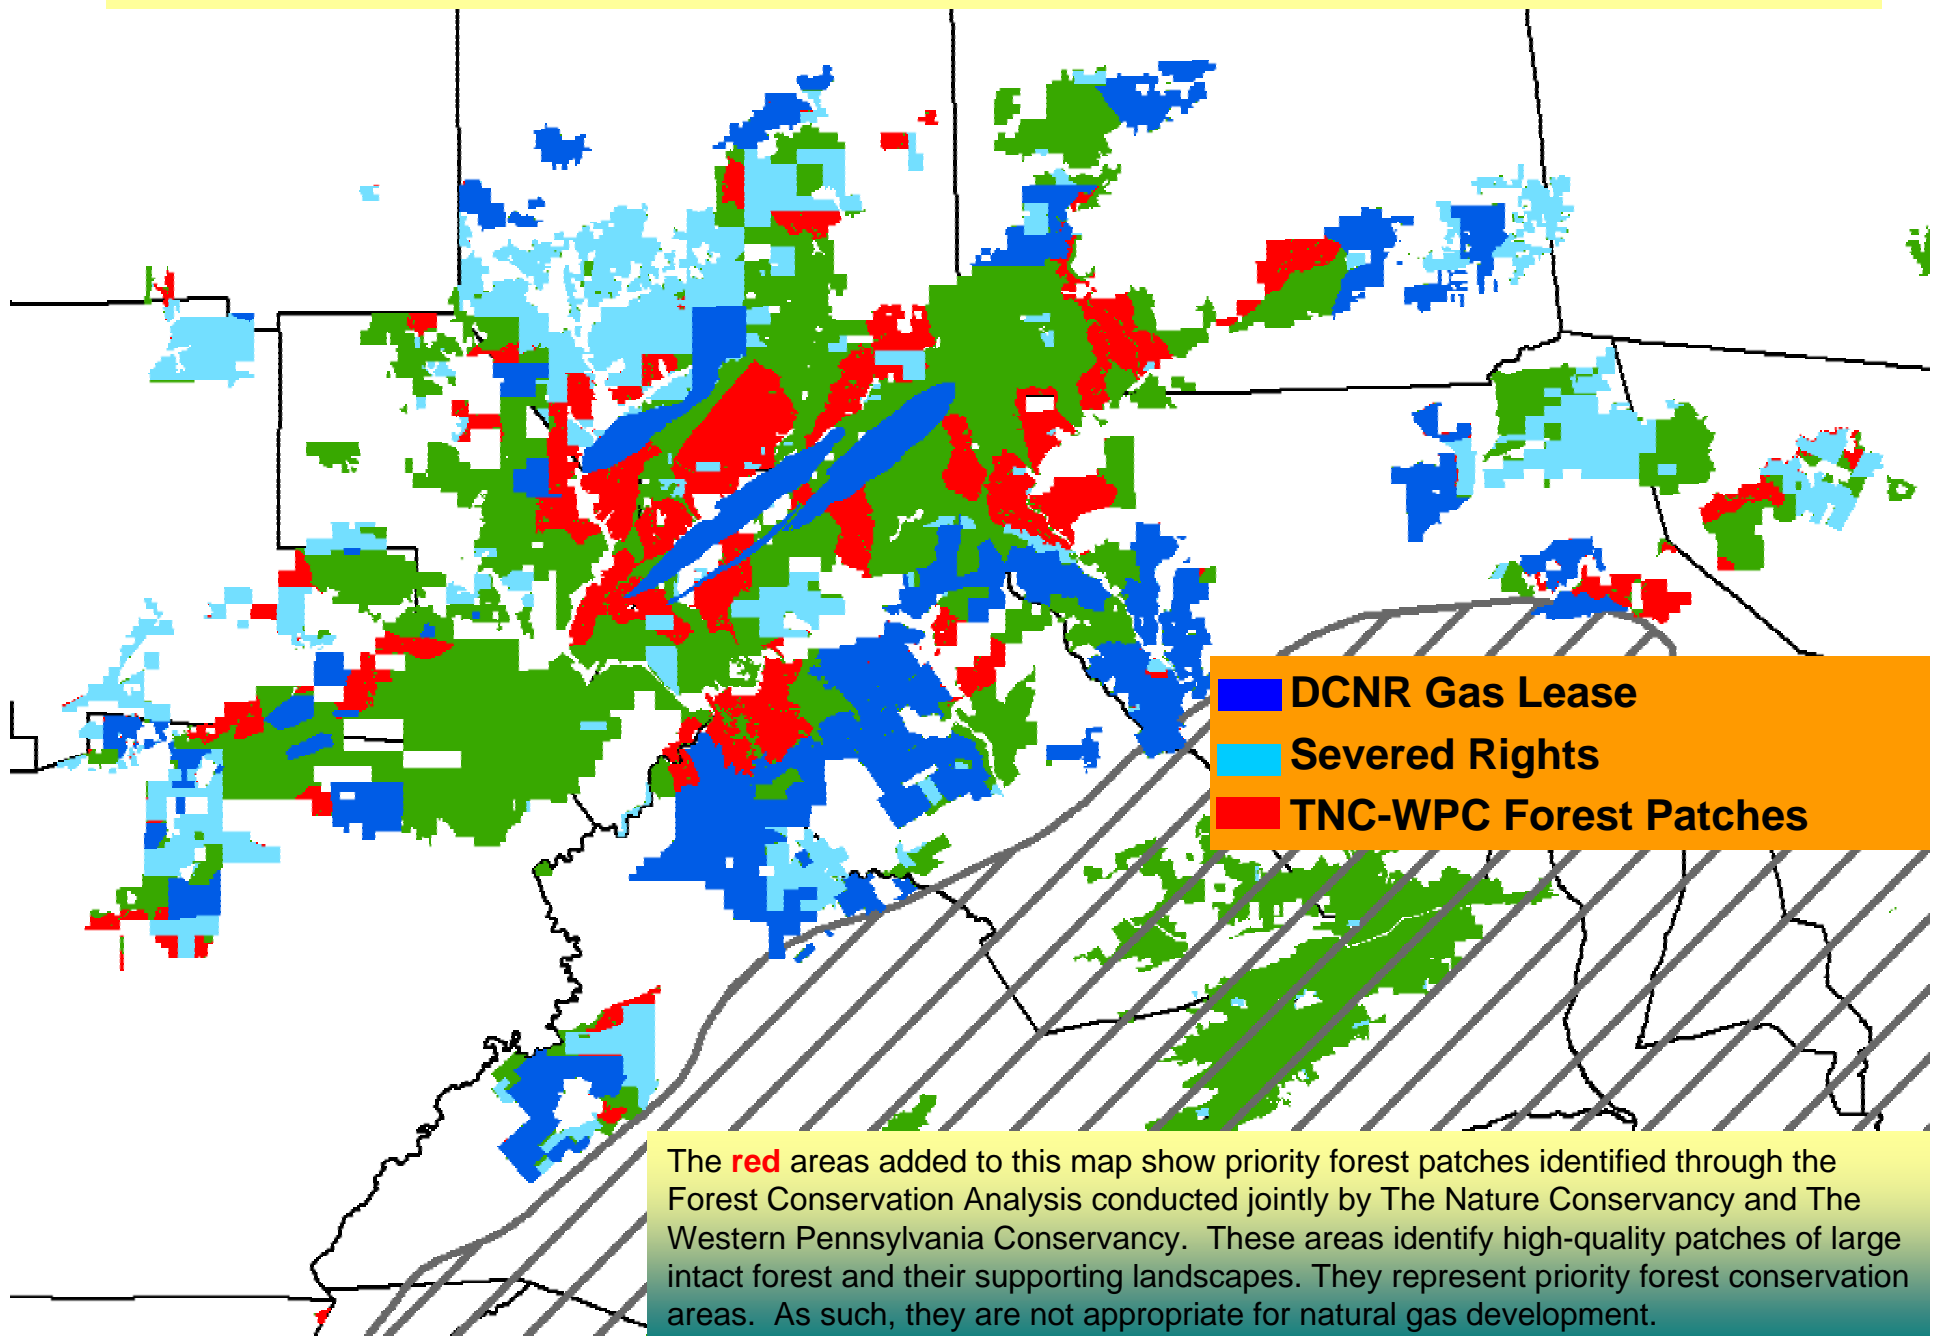 DCNR Gas Lease
Severed Rights
TNC-WPC Forest Patches
The red areas added to this map show priority forest patches identified through the
Forest Conservation Analysis conducted jointly by The Nature Conservancy and The
Western Pennsylvania Conservancy.  These areas identify high-quality patches of large
intact forest and their supporting landscapes. They represent priority forest conservation
areas.  As such, they are not appropriate for natural gas development.